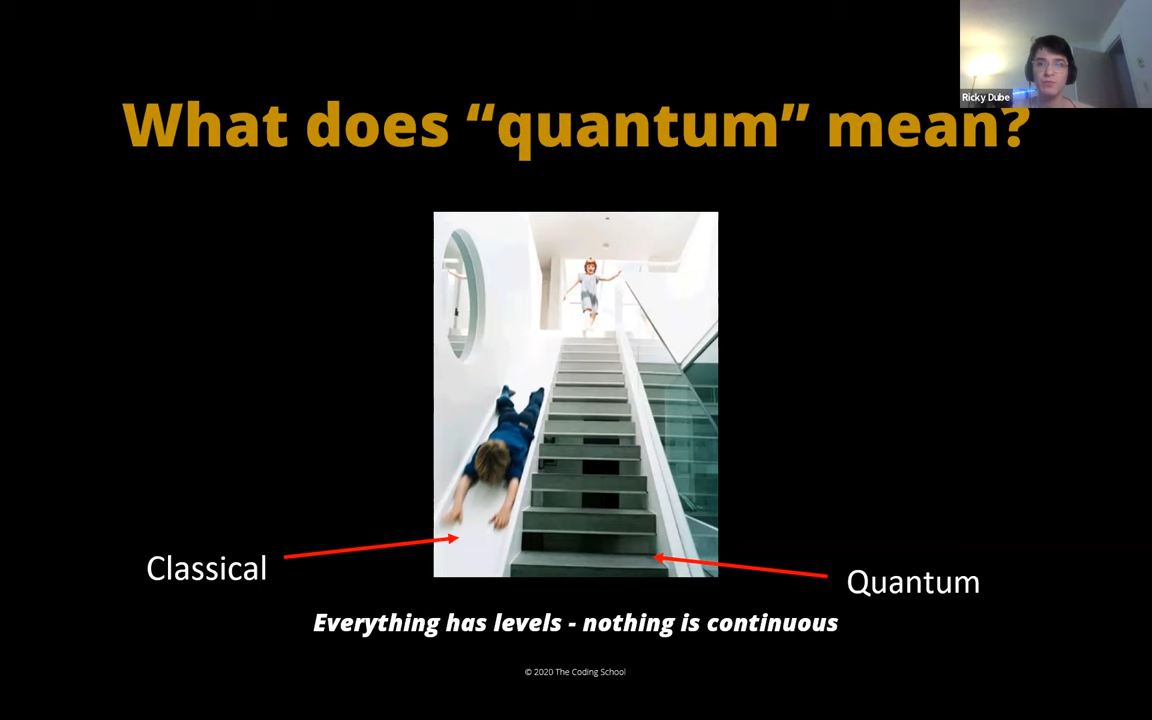 Ricky Dube
What does “quantum” mean?
Classical
Quantum
Everything has levels - nothing is continuous
© 2020 The Coding School